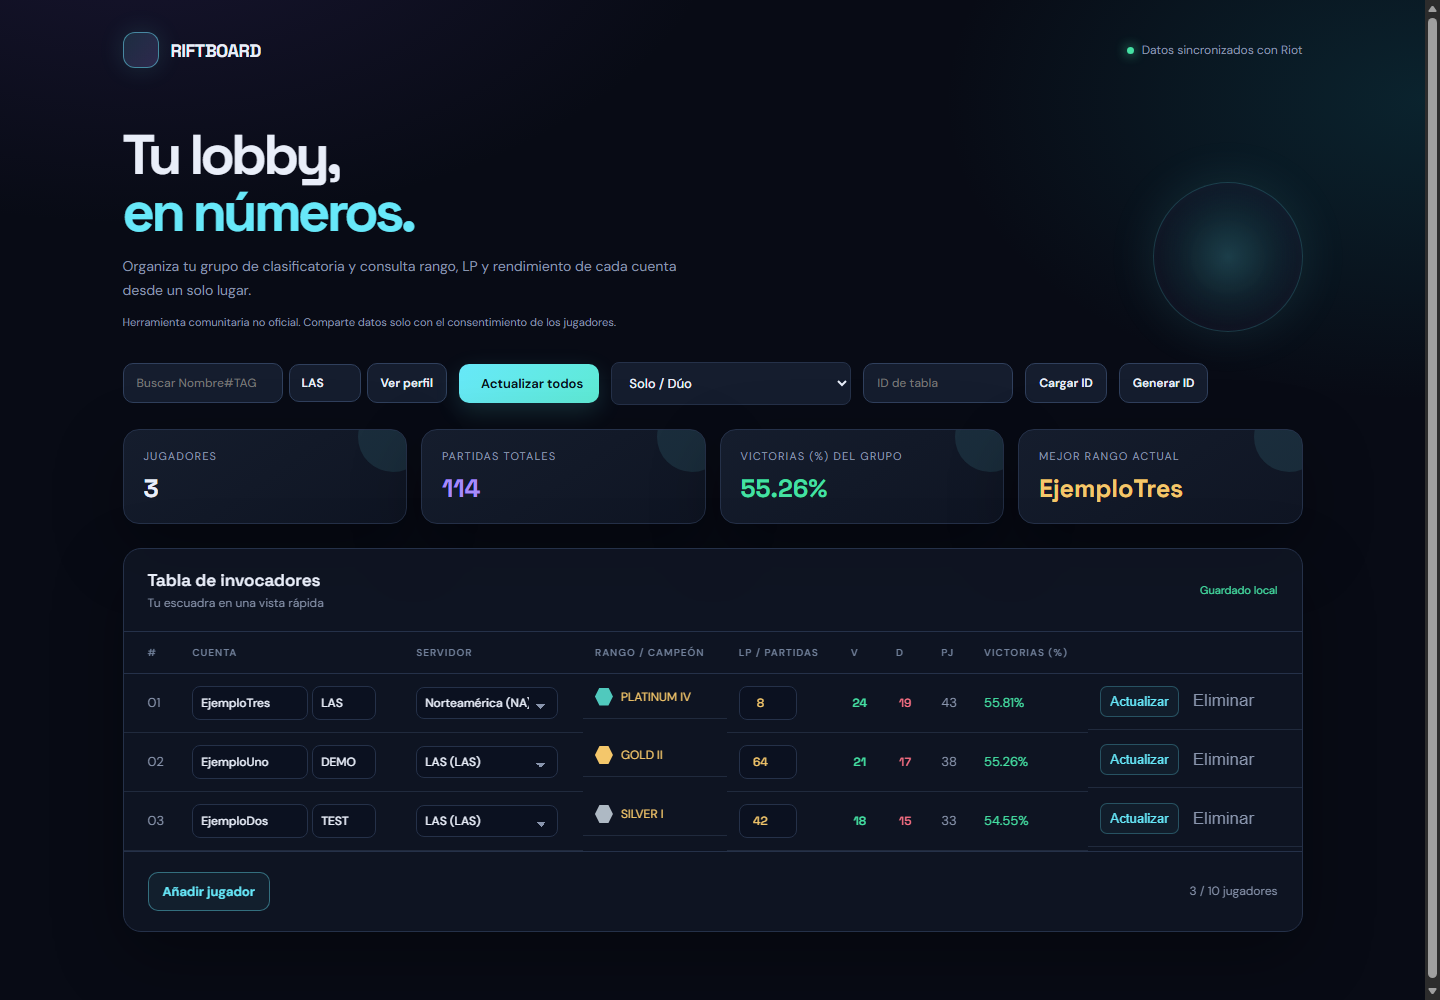 RIFTBOARD
Datos sincronizados con Riot
Tu lobby,
en números.
Organiza tu grupo de clasificatoria y consulta rango, LP y rendimiento de cada cuenta
desde un solo lugar.
Herramienta comunitaria no oficial. Comparte datos solo con el consentimiento de los jugadores.
Buscar Nombre#TAG LAS Ver perfil Actualizar todos Solo / Dúo ID de tabla Cargar ID Generar ID
JUGADORES PARTIDAS TOTALES VICTORIAS (%) DEL GRUPO MEJOR RANGO ACTUAL
3 114 55.26% EjemploTres
Tabla de invocadores
Tu escuadra en una vista rápida
Guardado local
# CUENTA SERVIDOR RANGO / CAMPEÓN LP / PARTIDAS V D PJ VICTORIAS (%)
01 EjemploTres LAS Norteamérica (NA) PLATINUM IV 8 24 19 43 55.81% Actualizar Eliminar
02 EjemploUno DEMO LAS (LAS) GOLD II 64 21 17 38 55.26% Actualizar Eliminar
03 EjemploDos TEST LAS (LAS) SILVER I 42 18 15 33 54.55% Actualizar Eliminar
Añadir jugador 3 / 10 jugadores